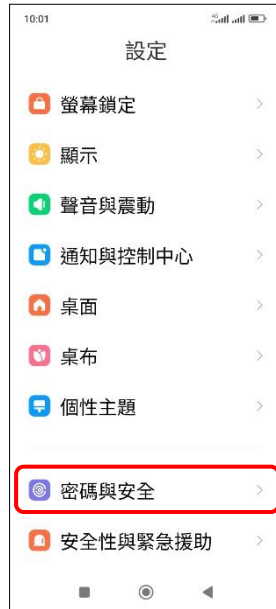 10:01
設定
螢幕鎖定
顯示
聲音與震動
通知與控制中心
桌面
桌布
個性主題
密碼與安全
安全性與緊急援助